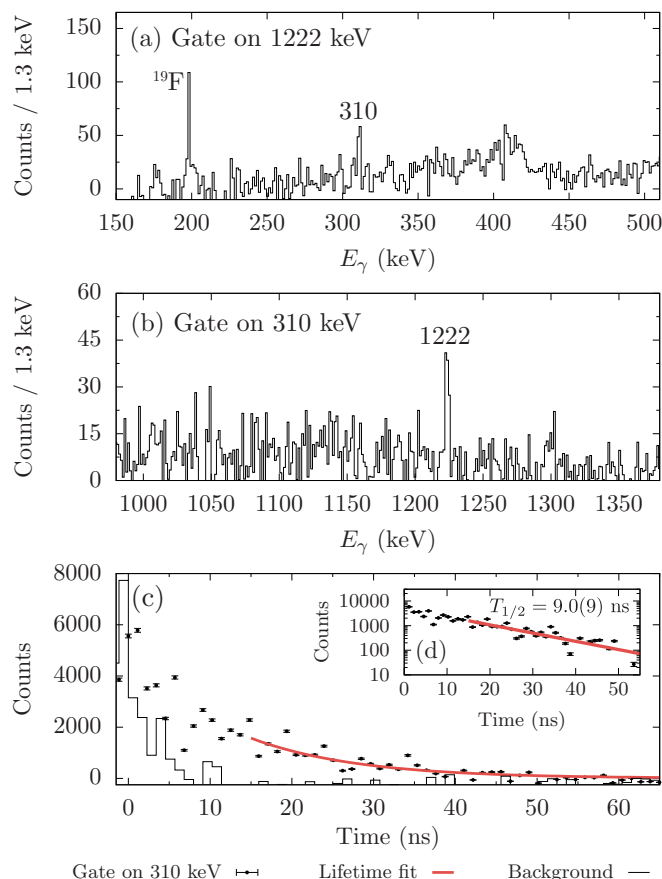 (a) Gate on 1222 keV
Counts / 1.3 keV
150
100
50
0
¹⁹F
310
150 200 250 300 350 400 450 500
E_γ (keV)
(b) Gate on 310 keV
Counts / 1.3 keV
60
45
30
15
0
1222
1000 1050 1100 1150 1200 1250 1300 1350
E_γ (keV)
(c)
Counts
8000
6000
4000
2000
0
0 10 20 30 40 50 60
Time (ns)
T_{1/2} = 9.0(9) ns
(d)
Counts
10000
1000
100
10
0 10 20 30 40 50
Time (ns)
Gate on 310 keV Lifetime fit Background